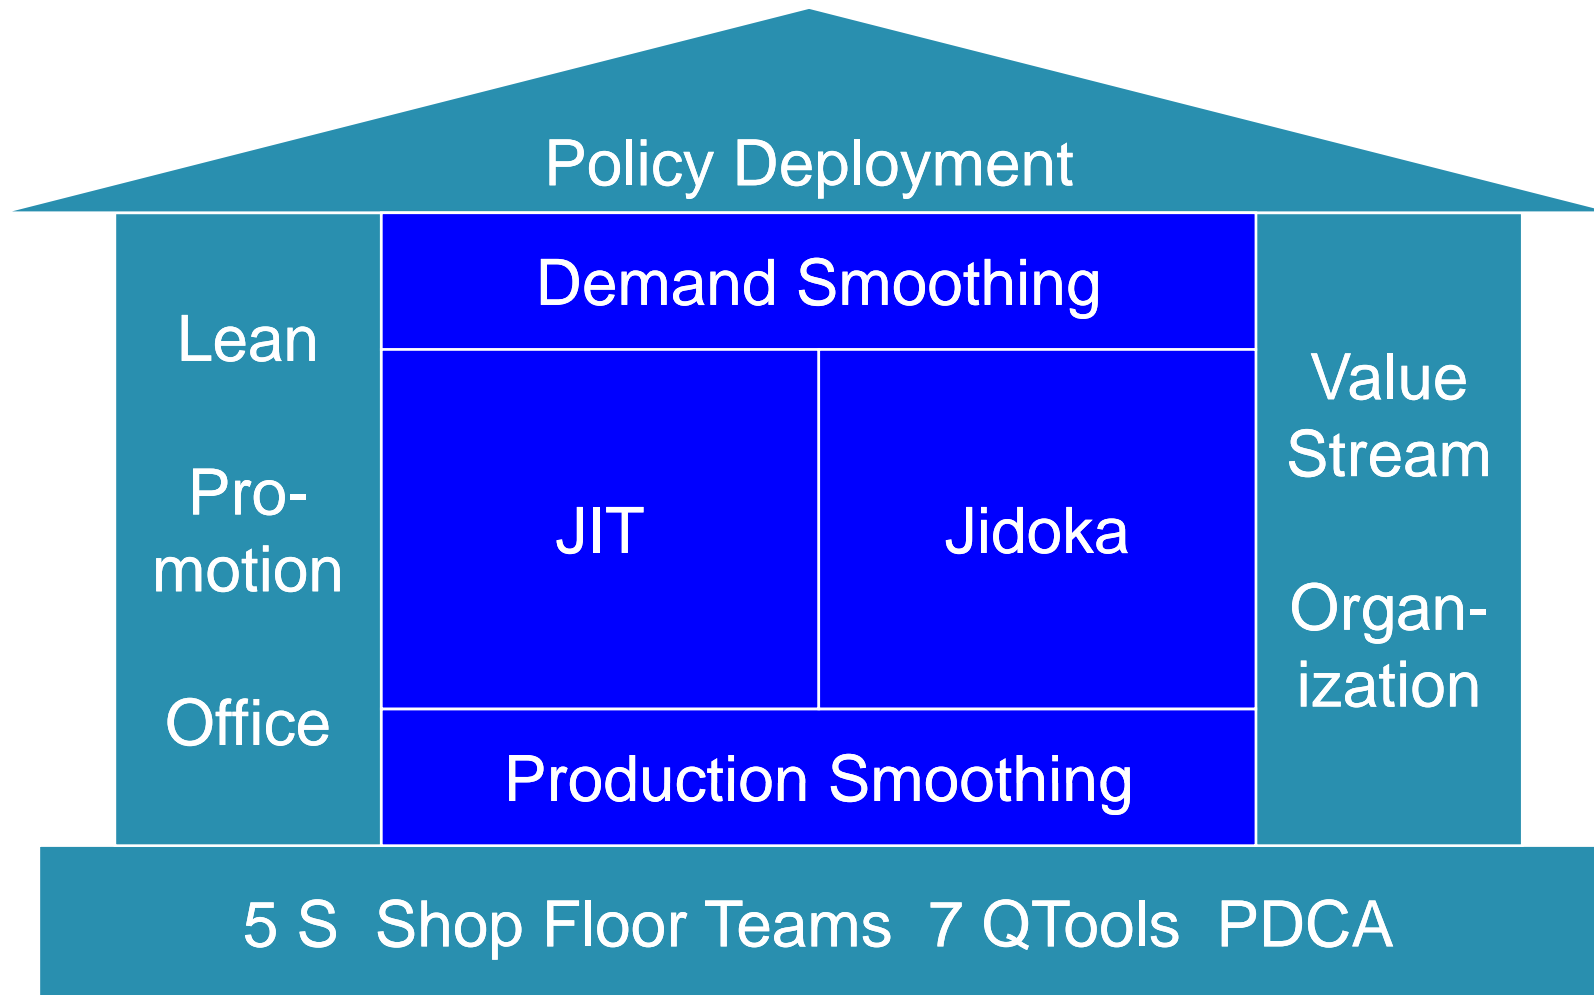 Policy Deployment
Demand Smoothing
Lean
Pro-
motion
Office
JIT
Jidoka
Value
Stream
Organ-
ization
Production Smoothing
5 S  Shop Floor Teams  7 QTools  PDCA